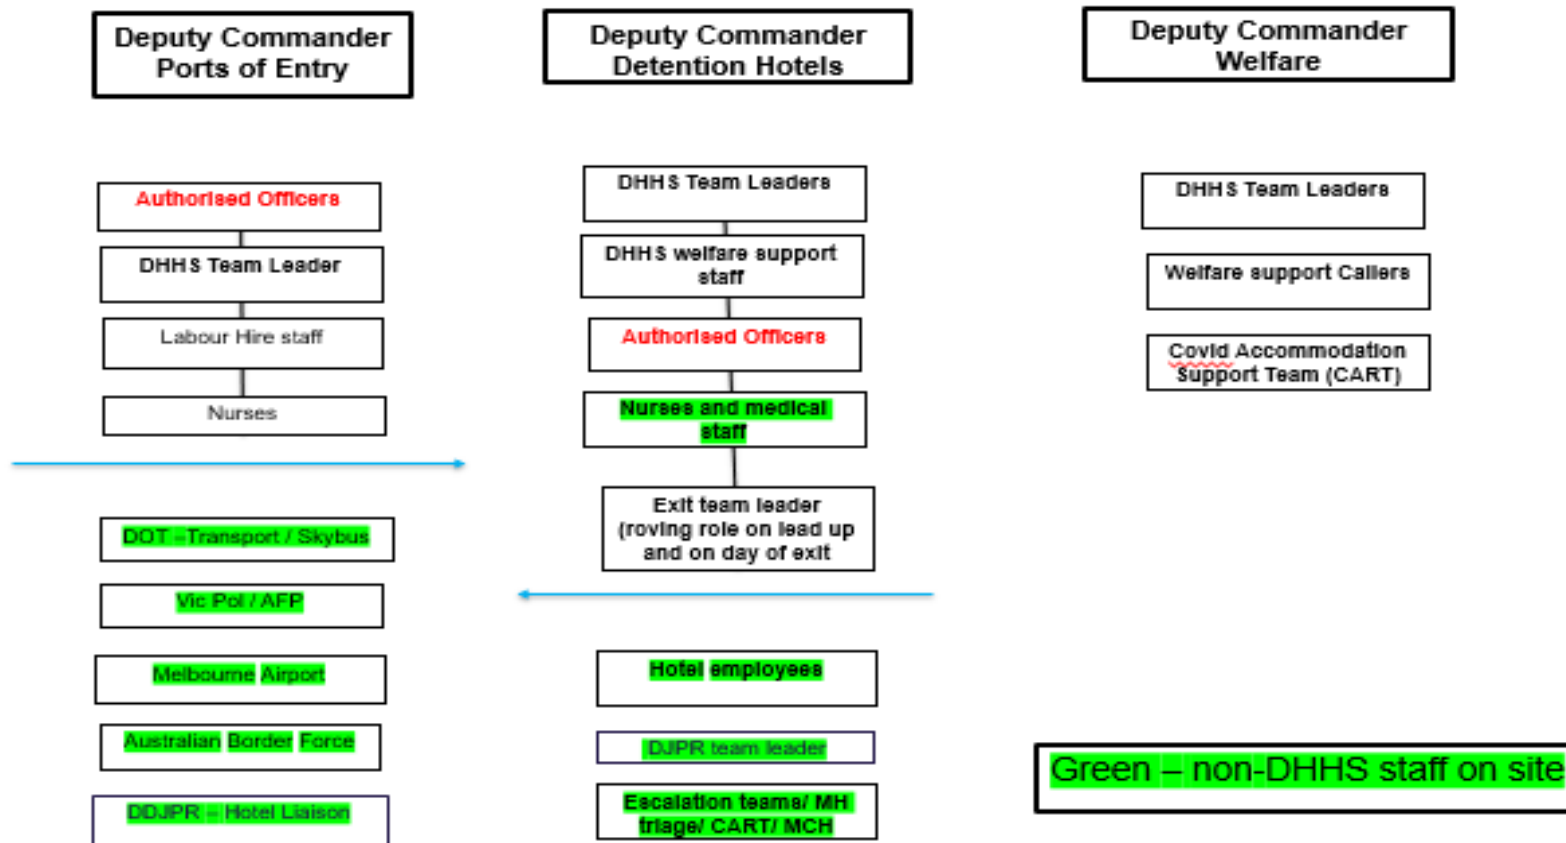 Deputy Commander
Ports of Entry
Authorised Officers
DHHS Team Leader
Labour Hire staff
Nurses
DOT –Transport / Skybus
Vic Pol / AFP
Melbourne Airport
Australian Border Force
DDJPR – Hotel Liaison
Deputy Commander
Detention Hotels
DHHS Team Leaders
DHHS welfare support
staff
Authorised Officers
Nurses and medical
staff
Exit team leader
(roving role on lead up
and on day of exit
Hotel employees
DJPR team leader
Escalation teams/ MH
triage/ CART/ MCH
Deputy Commander
Welfare
DHHS Team Leaders
Welfare support Callers
Covid Accommodation
Support Team (CART)
Green – non-DHHS staff on site